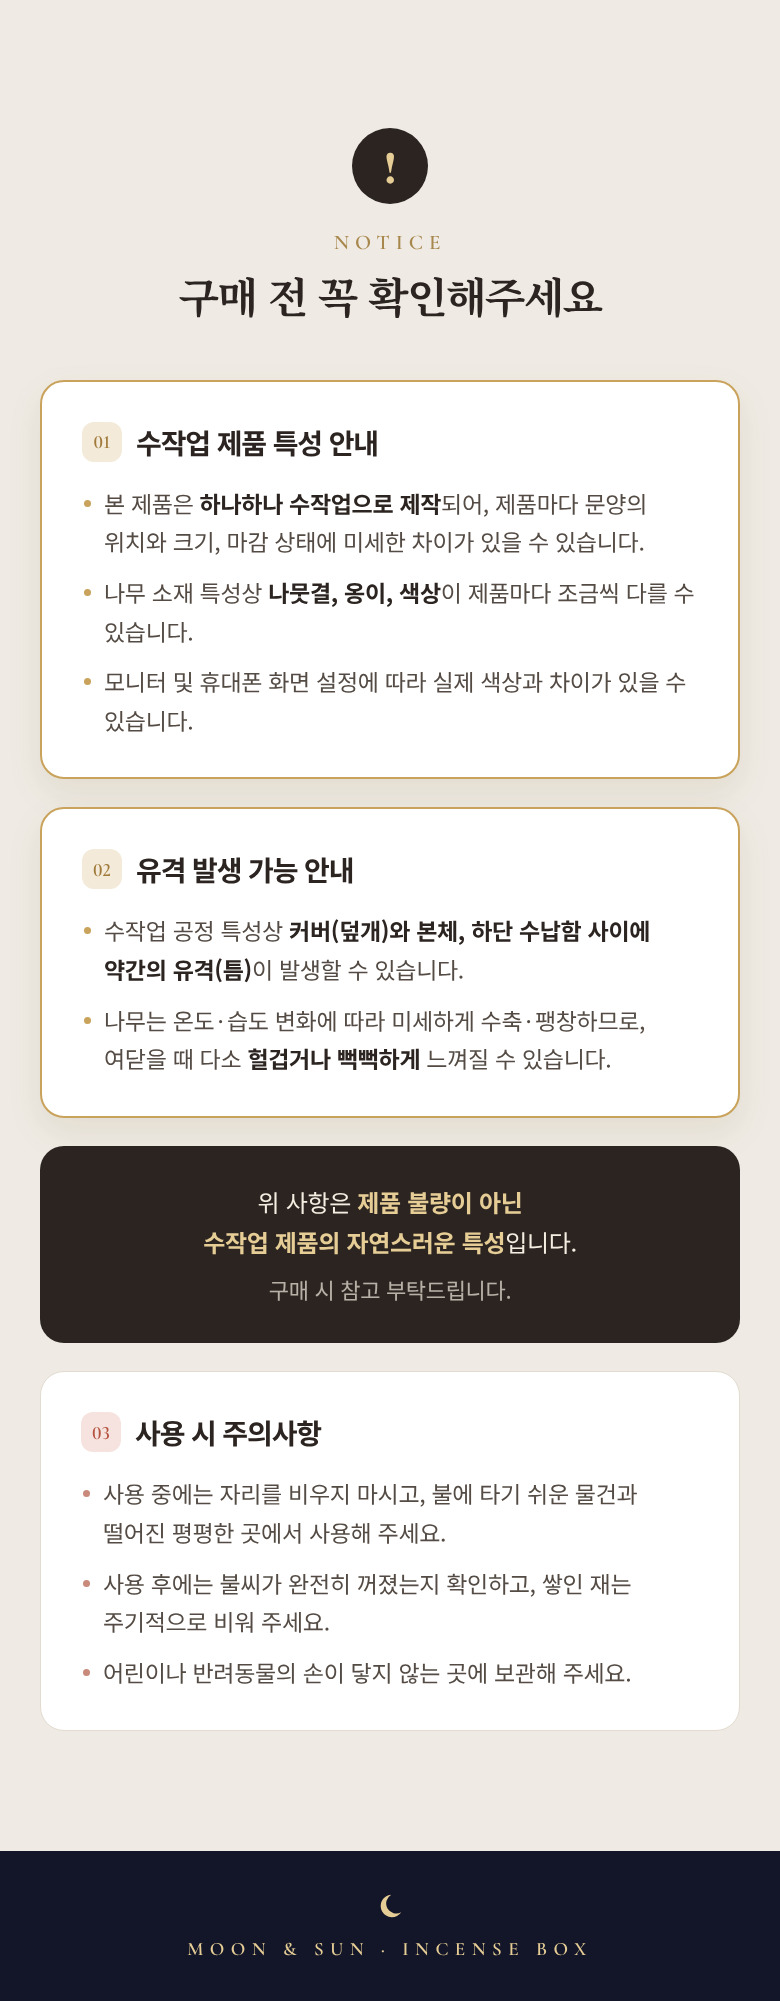 !
NOTICE
구매 전 꼭 확인해주세요
01 수작업 제품 특성 안내
• 본 제품은 하나하나 수작업으로 제작되어, 제품마다 문양의
위치와 크기, 마감 상태에 미세한 차이가 있을 수 있습니다.
• 나무 소재 특성상 나뭇결, 옹이, 색상이 제품마다 조금씩 다를 수
있습니다.
• 모니터 및 휴대폰 화면 설정에 따라 실제 색상과 차이가 있을 수
있습니다.
02 유격 발생 가능 안내
• 수작업 공정 특성상 커버(덮개)와 본체, 하단 수납함 사이에
약간의 유격(틈)이 발생할 수 있습니다.
• 나무는 온도·습도 변화에 따라 미세하게 수축·팽창하므로,
여닫을 때 다소 헐겁거나 뻑뻑하게 느껴질 수 있습니다.
위 사항은 제품 불량이 아닌
수작업 제품의 자연스러운 특성입니다.
구매 시 참고 부탁드립니다.
03 사용 시 주의사항
• 사용 중에는 자리를 비우지 마시고, 불에 타기 쉬운 물건과
떨어진 평평한 곳에서 사용해 주세요.
• 사용 후에는 불씨가 완전히 꺼졌는지 확인하고, 쌓인 재는
주기적으로 비워 주세요.
• 어린이나 반려동물의 손이 닿지 않는 곳에 보관해 주세요.
MOON & SUN · INCENSE BOX